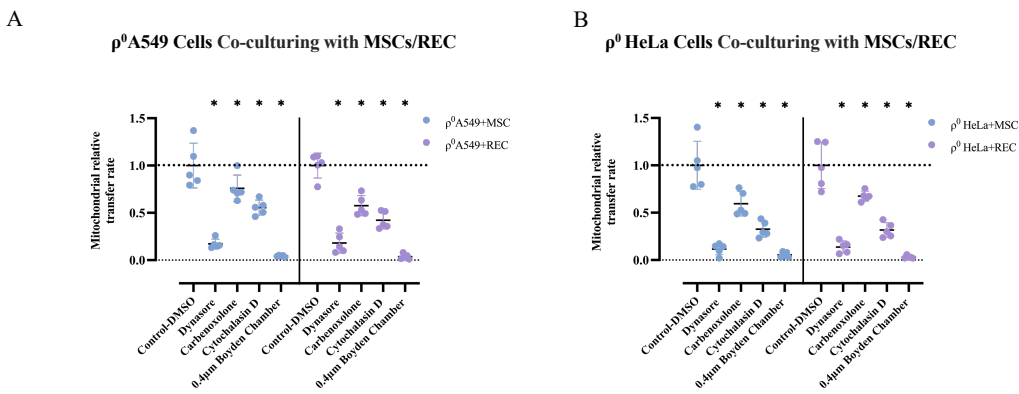 A
ρ⁰A549 Cells Co-culturing with MSCs/REC
Mitochondrial relative
transfer rate
1.5
1.0
0.5
0.0
* * * * * * * *
ρ⁰A549+MSC
ρ⁰A549+REC
Control-DMSO
Dynasore
Carbenoxolone
Cytochalasin D
0.4μm Boyden Chamber
Control-DMSO
Dynasore
Carbenoxolone
Cytochalasin D
0.4μm Boyden Chamber
B
ρ⁰ HeLa Cells Co-culturing with MSCs/REC
Mitochondrial relative
transfer rate
1.5
1.0
0.5
0.0
* * * * * * * *
ρ⁰ HeLa+MSC
ρ⁰ HeLa+REC
Control-DMSO
Dynasore
Carbenoxolone
Cytochalasin D
0.4μm Boyden Chamber
Control-DMSO
Dynasore
Carbenoxolone
Cytochalasin D
0.4μm Boyden Chamber